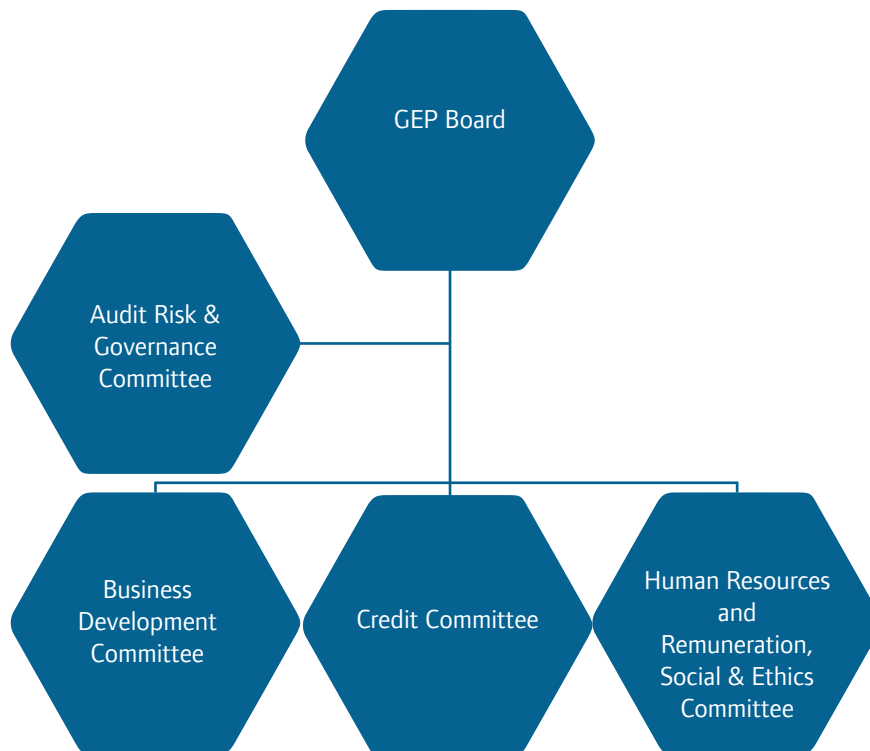 GEP Board
Audit Risk &
Governance
Committee
Business
Development
Committee
Credit Committee
Human Resources
and
Remuneration,
Social & Ethics
Committee